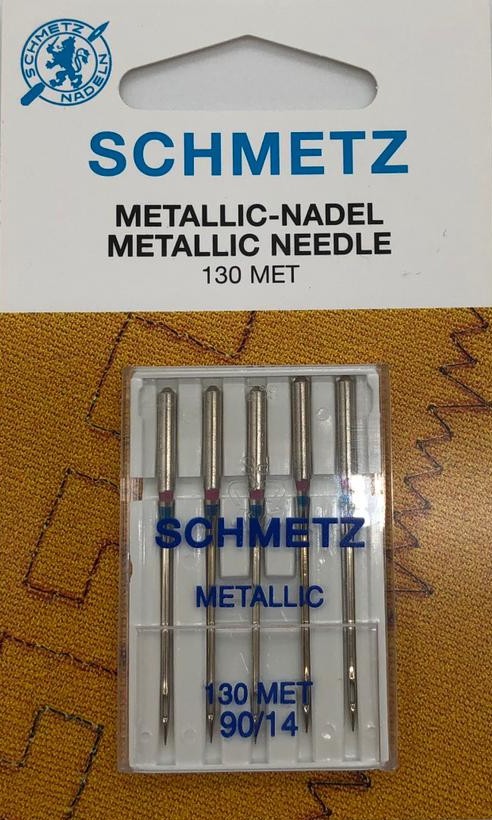 SCHMETZ
NADELN
SCHMETZ
METALLIC-NADEL
METALLIC NEEDLE
130 MET
SCHMETZ
METALLIC
130 MET
90/14